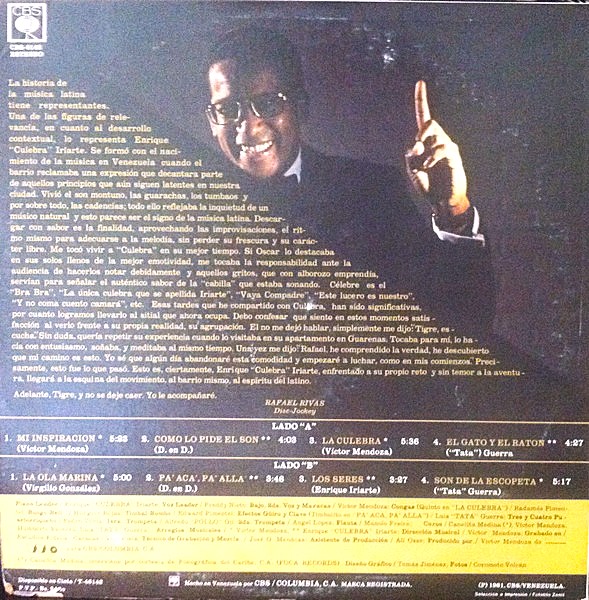 CBS
ESTEREO
La historia de
la música latina
tiene representantes.
Una de las figuras de rele-
vancia, en cuanto al desarrollo
contextual, lo representa Enrique
"Culebra" Iriarte. Se formó con el naci-
miento de la música en Venezuela cuando el
barrio reclamaba una expresión que decantara parte
de aquellos principios que aún siguen latentes en nuestra
ciudad. Vivió el son montuno, las guarachas, los tumbaos y
por sobre todo, las cadencias; todo ello reflejaba la inquietud de un
músico natural y esto parece ser el signo de la música latina. Descar-
gar con sabor es la finalidad, aprovechando las improvisaciones, el rit-
mo mismo para adecuarse a la melodía, sin perder su frescura y su carác-
ter libre. Me tocó vivir a "Culebra" en su mejor tiempo. Si Oscar lo destacaba
en sus solos llenos de la mejor emotividad, me tocaba la responsabilidad ante la
audiencia de hacerlos notar debidamente y aquellos gritos, que con alborozo emprendía,
servían para señalar el auténtico sabor de la "cabilla" que estaba sonando. Célebre es el
"Bra Bra", "La única culebra que se apellida Iriarte", "Vaya Compadre", "Este lucero es nuestro",
"Y no coma cuento camará", etc. Esas tardes que he compartido con Culebra, han sido significativas,
por cuanto logramos llevarlo al sitial que ahora ocupa. Debo confesar que siento en estos momentos satis-
facción al verlo frente a su propia realidad, su agrupación. El no me dejó hablar, simplemente me dijo: Tigre, es-
cucha. Sin duda, quería repetir su experiencia cuando lo visitaba en su apartamento en Guarenas. Tocaba para mí, lo ha-
cía con entusiasmo, soñaba, y meditaba al mismo tiempo. Una vez me dijo: Rafael, he comprendido la verdad, he descubierto
que mi camino es esto. Yo sé que algún día abandonaré esta comodidad y empezaré a luchar, como en mis comienzos. Preci-
samente, esto fue lo que pasó. Esto es, ciertamente, Enrique "Culebra" Iriarte, enfrentado a su propio reto y sin temor a la aventu-
ra, llegará a la esquina del movimiento, al barrio mismo, al espíritu del latino.
Adelante, Tigre, y no se deje caer. Yo le acompañaré.
RAFAEL RIVAS
Disc-Jockey
LADO "A"
1. MI INSPIRACION * 5:23 2. COMO LO PIDE EL SON ** 4:03 3. LA CULEBRA * 5:36 4. EL GATO Y EL RATON ** 4:27
(Víctor Mendoza) (D. en D.) (Víctor Mendoza) ("Tata") Guerra
LADO "B"
1. LA OLA MARINA * 5:00 2. PA' ACA', PA' ALLA' ** 3:46 3. LOS SERES ** 3:27 4. SON DE LA ESCOPETA * 5:17
(Virgilio González) (D. en D.) (Enrique Iriarte) ("Tata") Guerra
Disponible en Cinta / T-40146
Hecho en Venezuela por CBS / COLUMBIA, C.A. MARCA REGISTRADA.
(P) 1981, CBS/VENEZUELA.